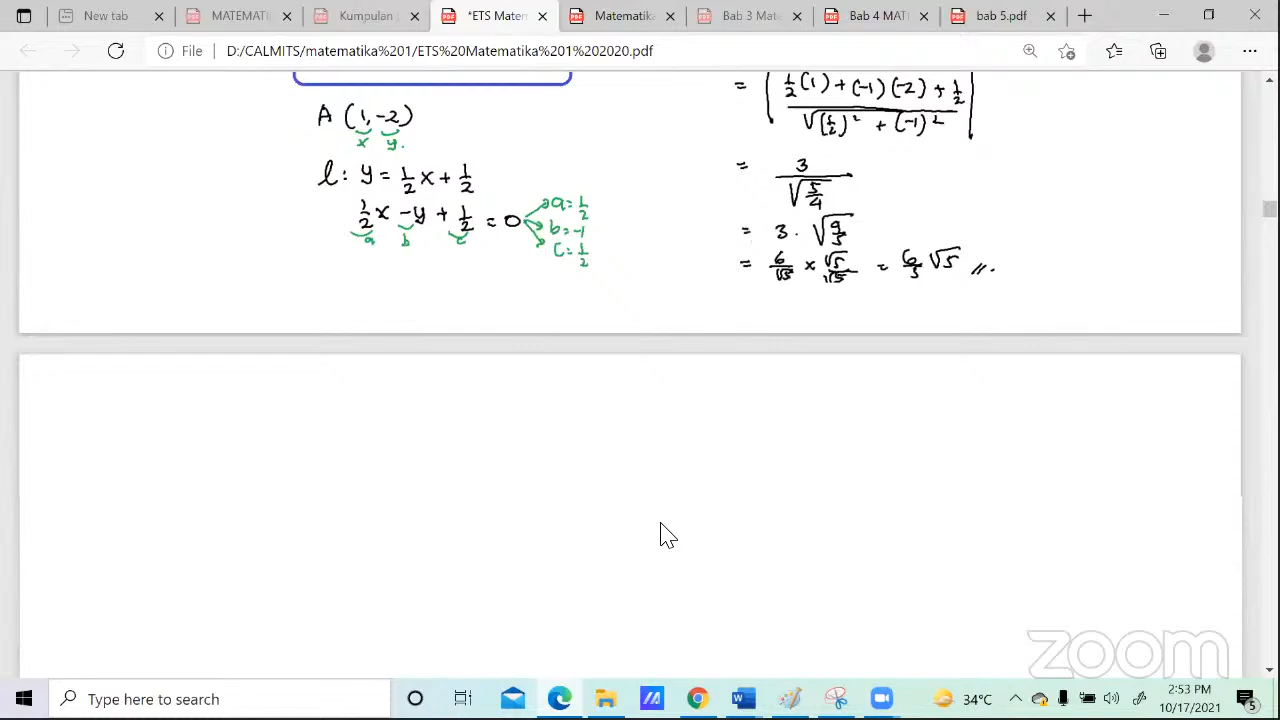 New tab
MATEMATI
Kumpulan
*ETS Matem
Matematika
Bab 3 Mate
Bab 4 MAT
bab 5.pdf
File
D:/CALMITS/matematika%201/ETS%20Matematika%201%202020.pdf
A (1,-2)
x y.
l: y = 1/2 x + 1/2
1/2 x - y + 1/2 = 0
a b c
a = 1/2
b = -1
c = 1/2
= | (1/2 (1) + (-1)(-2) + 1/2) / √((1/2)² + (-1)²) |
= 3 / √(5/4)
= 3 . √(4/5)
= 6/√5 × √5/√5 = 6/5 √5 //.
zoom
Type here to search
34°C
2:53 PM
10/17/2021
5